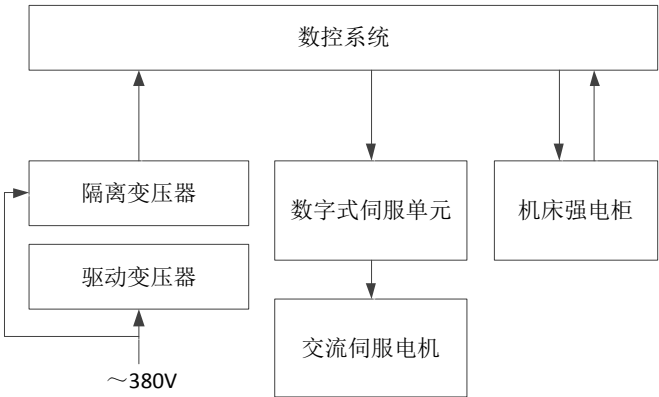 数控系统
隔离变压器
数字式伺服单元
机床强电柜
驱动变压器
交流伺服电机
～380V